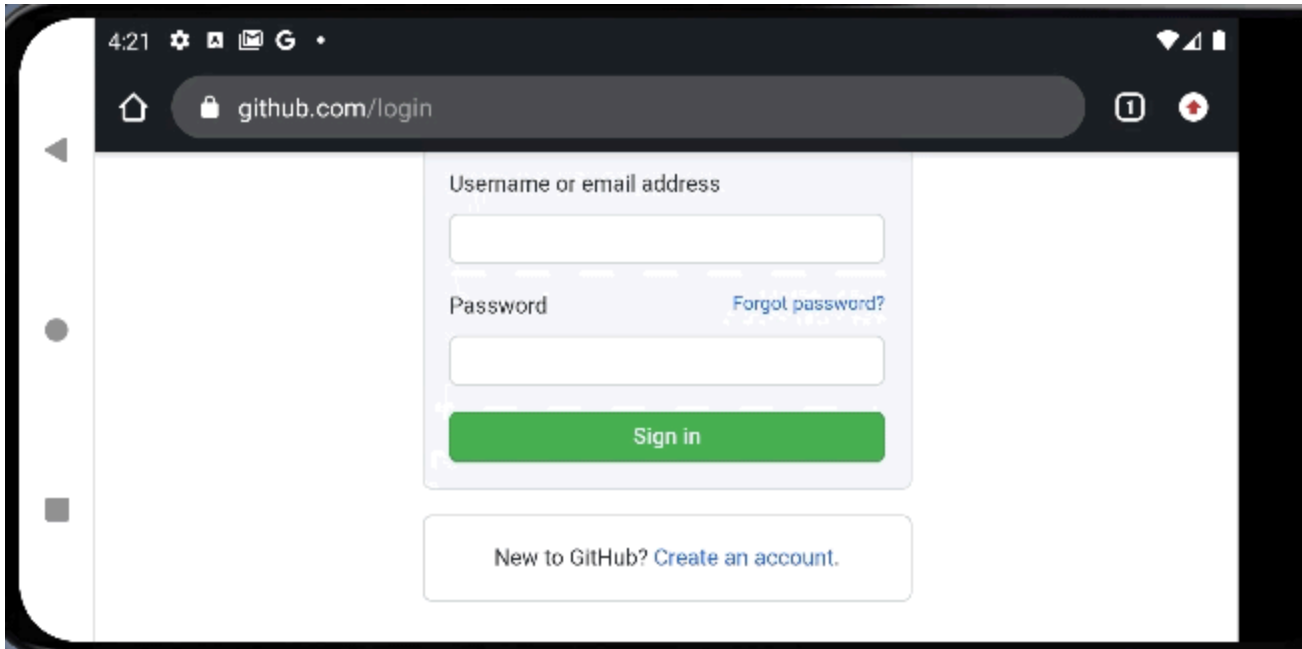 4:21 G
github.com/login
1
Username or email address
Password Forgot password?
Sign in
New to GitHub? Create an account.